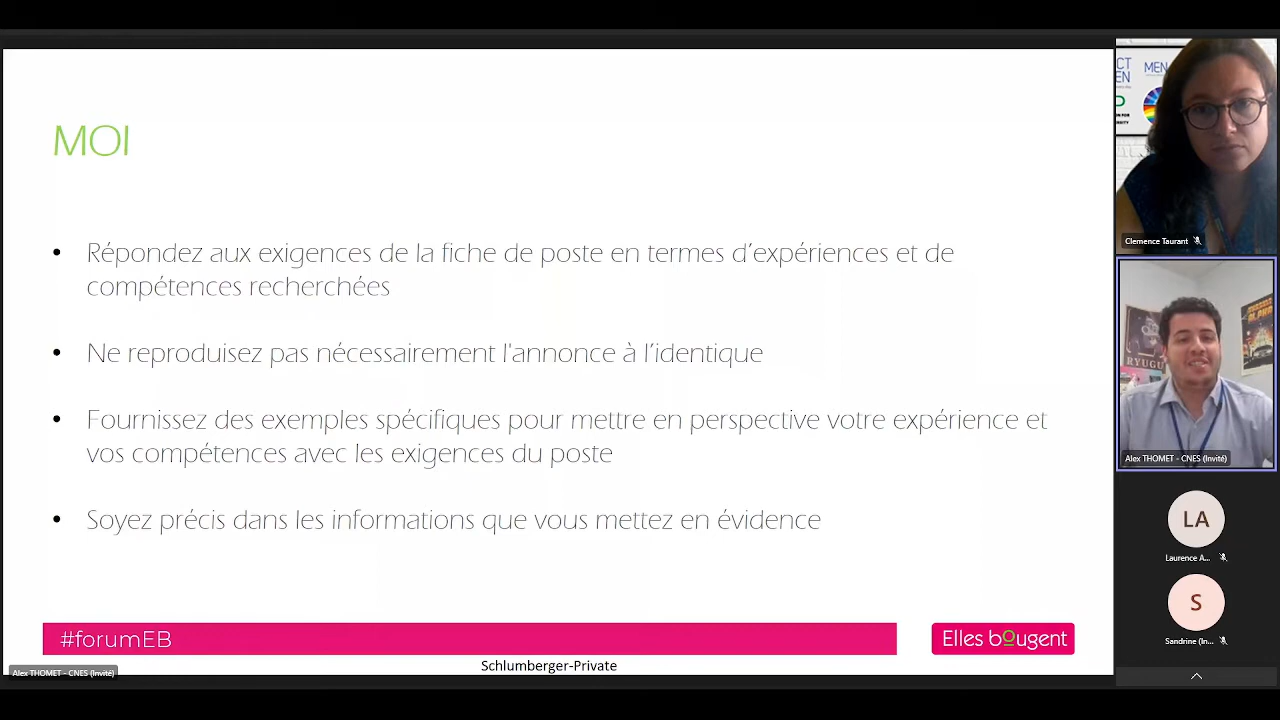 MOI
• Répondez aux exigences de la fiche de poste en termes d’expériences et de
compétences recherchées
• Ne reproduisez pas nécessairement l'annonce à l’identique
• Fournissez des exemples spécifiques pour mettre en perspective votre expérience et
vos compétences avec les exigences du poste
• Soyez précis dans les informations que vous mettez en évidence
#forumEB
Elles bougent
Schlumberger-Private
Alex THOMET - CNES (Invité)
MEN
Clemence Taurant
RYUGU
Alex THOMET - CNES (Invité)
LA
Laurence A...
S
Sandrine (In...